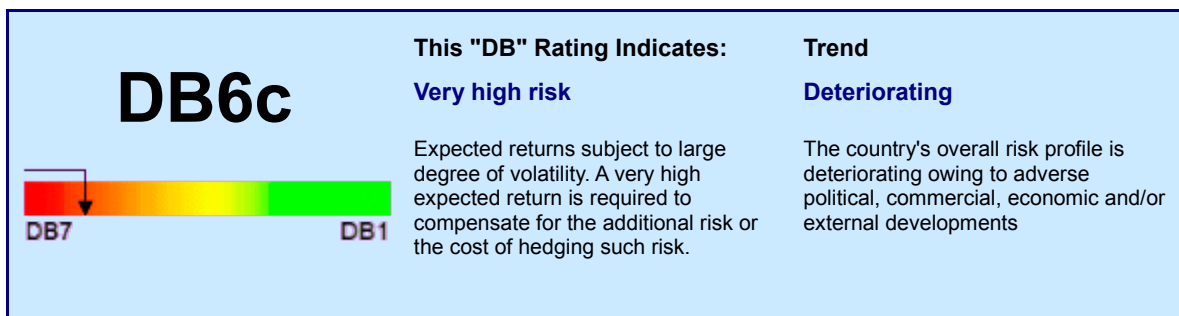 DB6c
DB7
DB1
This "DB" Rating Indicates:
Very high risk
Expected returns subject to large
degree of volatility. A very high
expected return is required to
compensate for the additional risk or
the cost of hedging such risk.
Trend
Deteriorating
The country's overall risk profile is
deteriorating owing to adverse
political, commercial, economic and/or
external developments